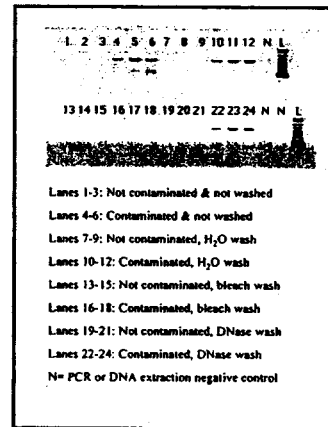 1 2 3 4 5 6 7 8 9 10 11 12 N L
13 14 15 16 17 18 19 20 21 22 23 24 N N L
Lanes 1-3: Not contaminated & not washed
Lanes 4-6: Contaminated & not washed
Lanes 7-9: Not contaminated, H₂O wash
Lanes 10-12: Contaminated, H₂O wash
Lanes 13-15: Not contaminated, bleach wash
Lanes 16-18: Contaminated, bleach wash
Lanes 19-21: Not contaminated, DNase wash
Lanes 22-24: Contaminated, DNase wash
N= PCR or DNA extraction negative control